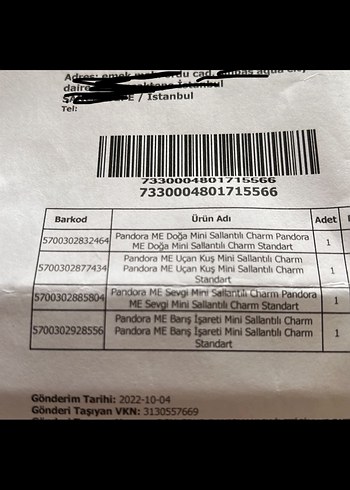 Adres: emek
daire İstanbul
E / İstanbul
Tel:
7330004801715566
7330004801715566
Barkod Ürün Adı Adet
5700302832464 Pandora ME Doğa Mini Sallantılı Charm Pandora
ME Doğa Mini Sallantılı Charm Standart 1
5700302877434 Pandora ME Uçan Kuş Mini Sallantılı Charm
Pandora ME Uçan Kuş Mini Sallantılı Charm
Standart 1
5700302885804 Pandora ME Sevgi Mini Sallantılı Charm Pandora
ME Sevgi Mini Sallantılı Charm Standart 1
5700302928556 Pandora ME Barış İşareti Mini Sallantılı Charm
Pandora ME Barış İşareti Mini Sallantılı Charm
Standart 1
Gönderim Tarihi: 2022-10-04
Gönderi Taşıyan VKN: 3130557669